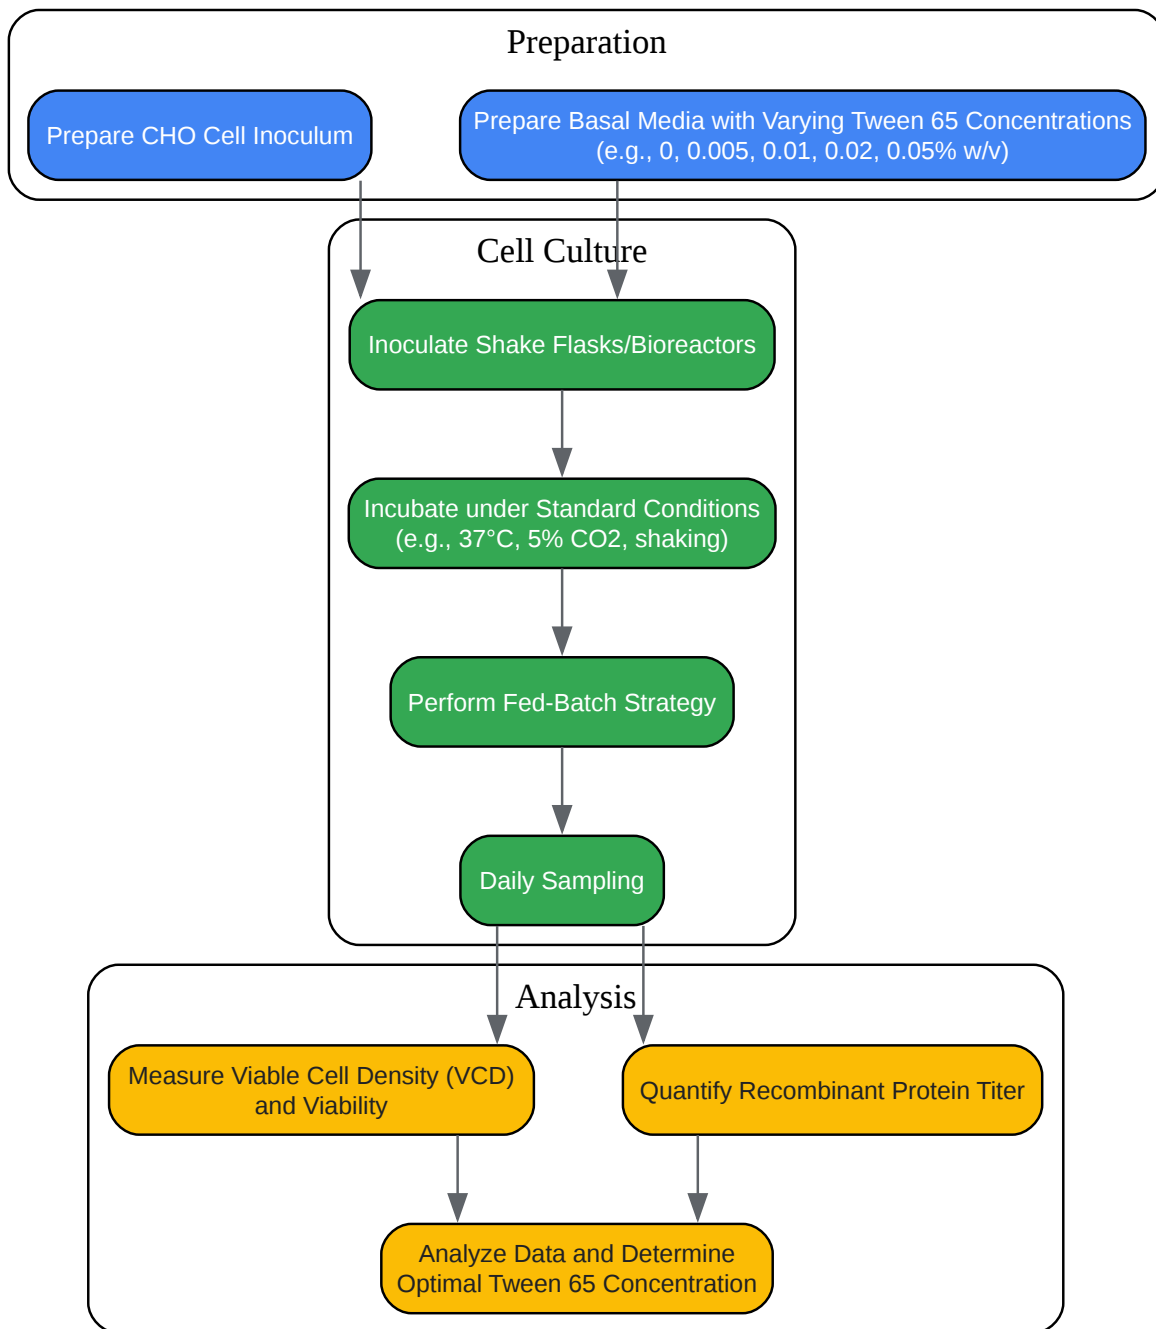 Preparation
Prepare CHO Cell Inoculum
Prepare Basal Media with Varying Tween 65 Concentrations
(e.g., 0, 0.005, 0.01, 0.02, 0.05% w/v)
Cell Culture
Inoculate Shake Flasks/Bioreactors
Incubate under Standard Conditions
(e.g., 37°C, 5% CO2, shaking)
Perform Fed-Batch Strategy
Daily Sampling
Analysis
Measure Viable Cell Density (VCD)
and Viability
Quantify Recombinant Protein Titer
Analyze Data and Determine
Optimal Tween 65 Concentration